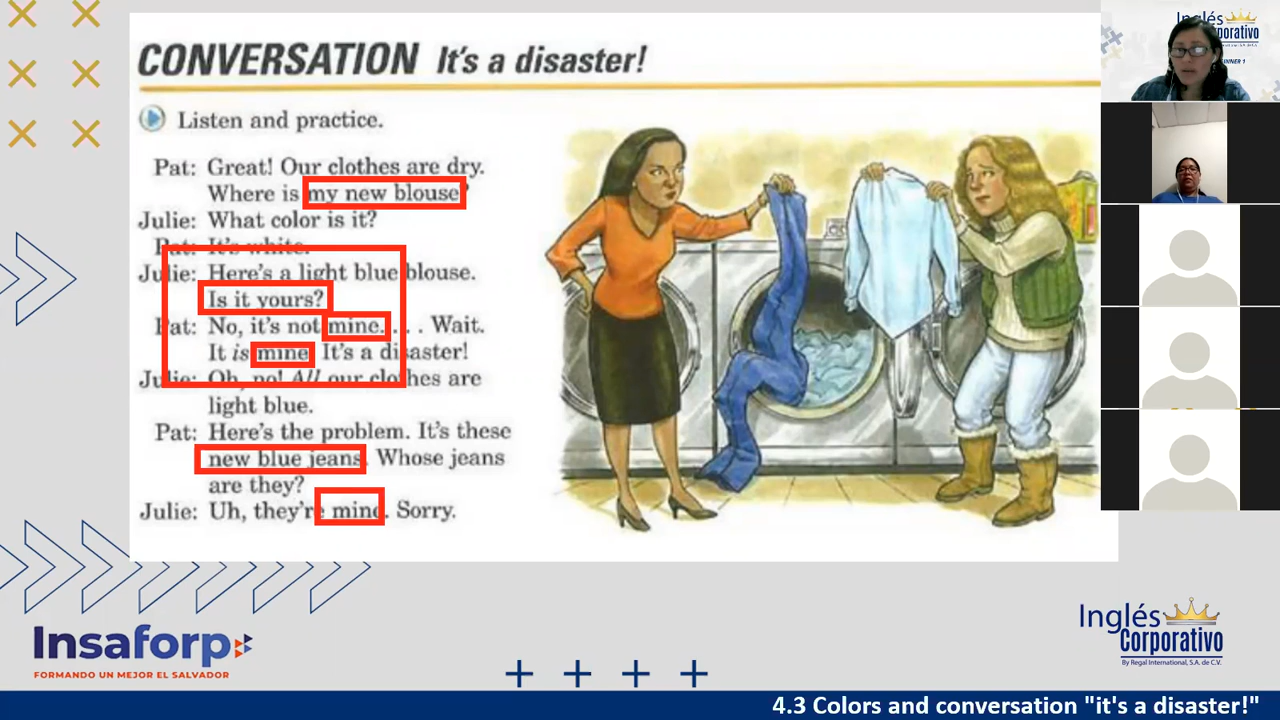 CONVERSATION It's a disaster!
Listen and practice.
Pat: Great! Our clothes are dry.
Where is my new blouse?
Julie: What color is it?
Pat: It's white.
Julie: Here's a light blue blouse.
Is it yours?
Pat: No, it's not mine. . . . Wait.
It is mine. It's a disaster!
Julie: Oh, no! All our clothes are
light blue.
Pat: Here's the problem. It's these
new blue jeans. Whose jeans
are they?
Julie: Uh, they're mine. Sorry.
Inglés
Insaforp
FORMANDO UN MEJOR EL SALVADOR
Inglés
Corporativo
By Regal International, S.A. de C.V.
4.3 Colors and conversation "it's a disaster!"